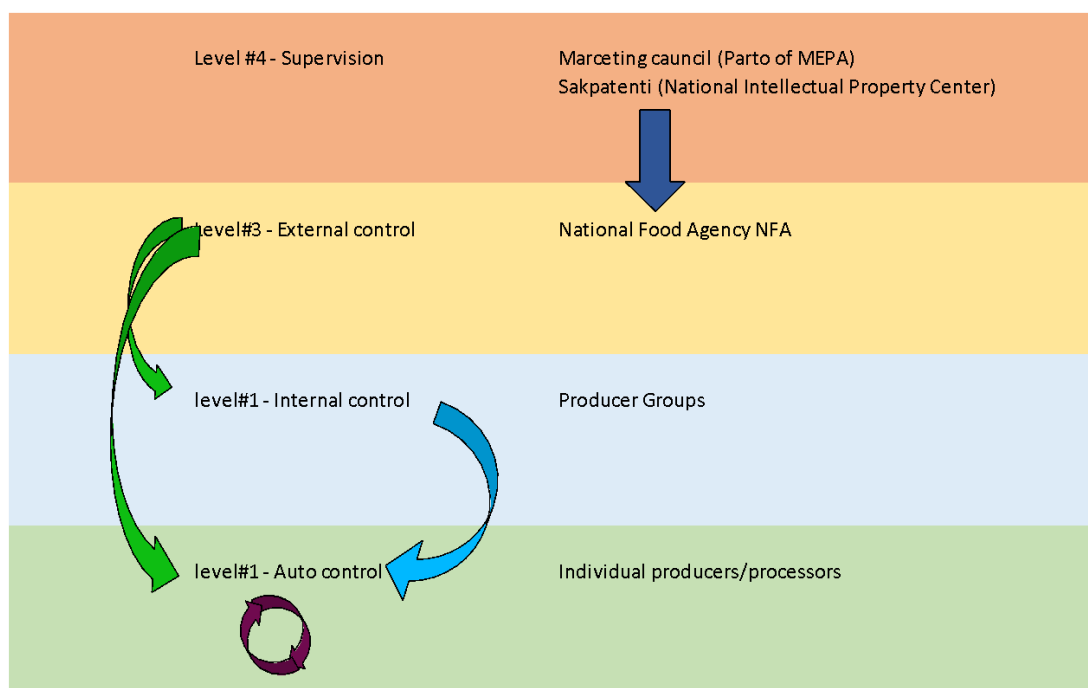 Level #4 - Supervision
Marceting cauncil (Parto of MEPA)
Sakpatenti (National Intellectual Property Center)
Level#3 - External control
National Food Agency NFA
level#1 - Internal control
Producer Groups
level#1 - Auto control
Individual producers/processors